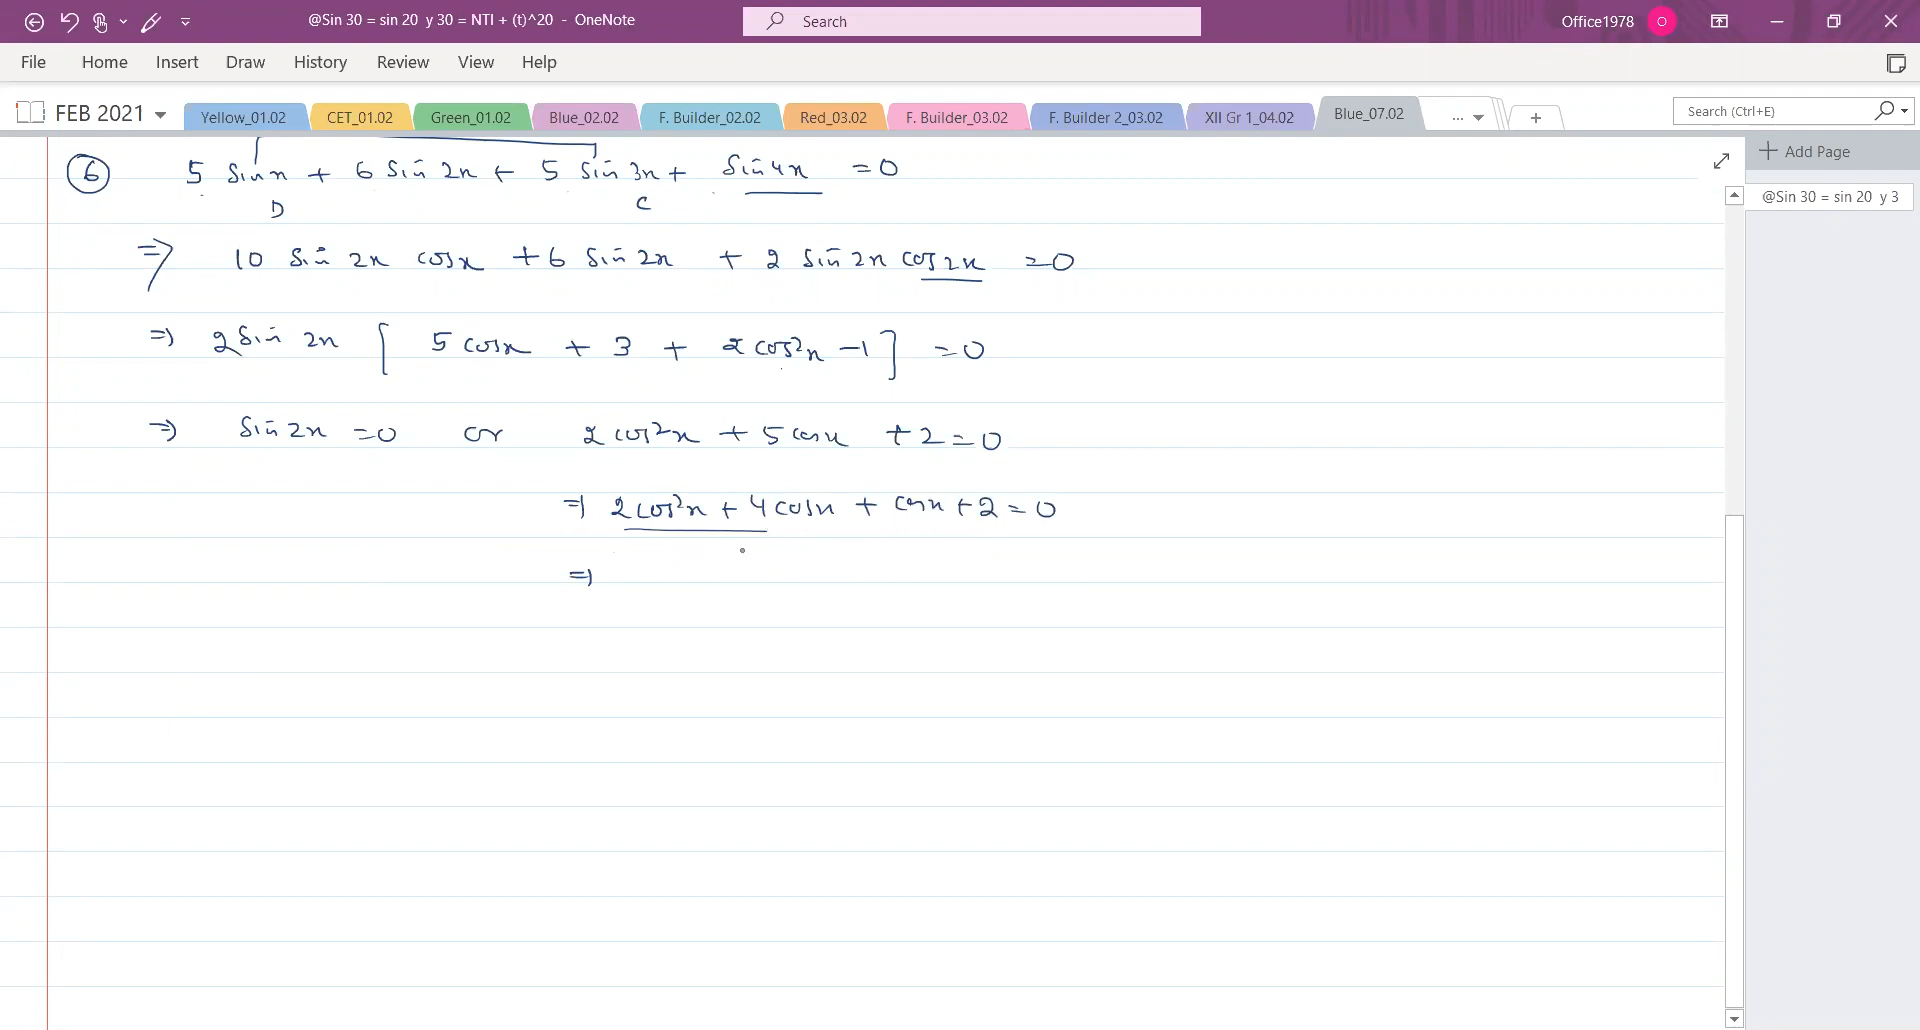 @Sin 30 = sin 20 y 30 = NTI + (t)^20 - OneNote
Search
Office1978
O
File Home Insert Draw History Review View Help
FEB 2021
Yellow_01.02
CET_01.02
Green_01.02
Blue_02.02
F. Builder_02.02
Red_03.02
F. Builder_03.02
F. Builder 2_03.02
XII Gr 1_04.02
Blue_07.02
...
+
Search (Ctrl+E)
+ Add Page
@Sin 30 = sin 20 y 3
⑥ 5 sin x + 6 sin 2x + 5 sin 3x + sin 4x = 0
D C
⇒ 10 sin 2x cos x + 6 sin 2x + 2 sin 2x cos 2x = 0
⇒ 2 sin 2x [ 5 cos x + 3 + 2 cos²x - 1 ] = 0
⇒ sin 2x = 0 or 2 cos²x + 5 cos x + 2 = 0
⇒ 2 cos²x + 4 cos x + cos x + 2 = 0
⇒